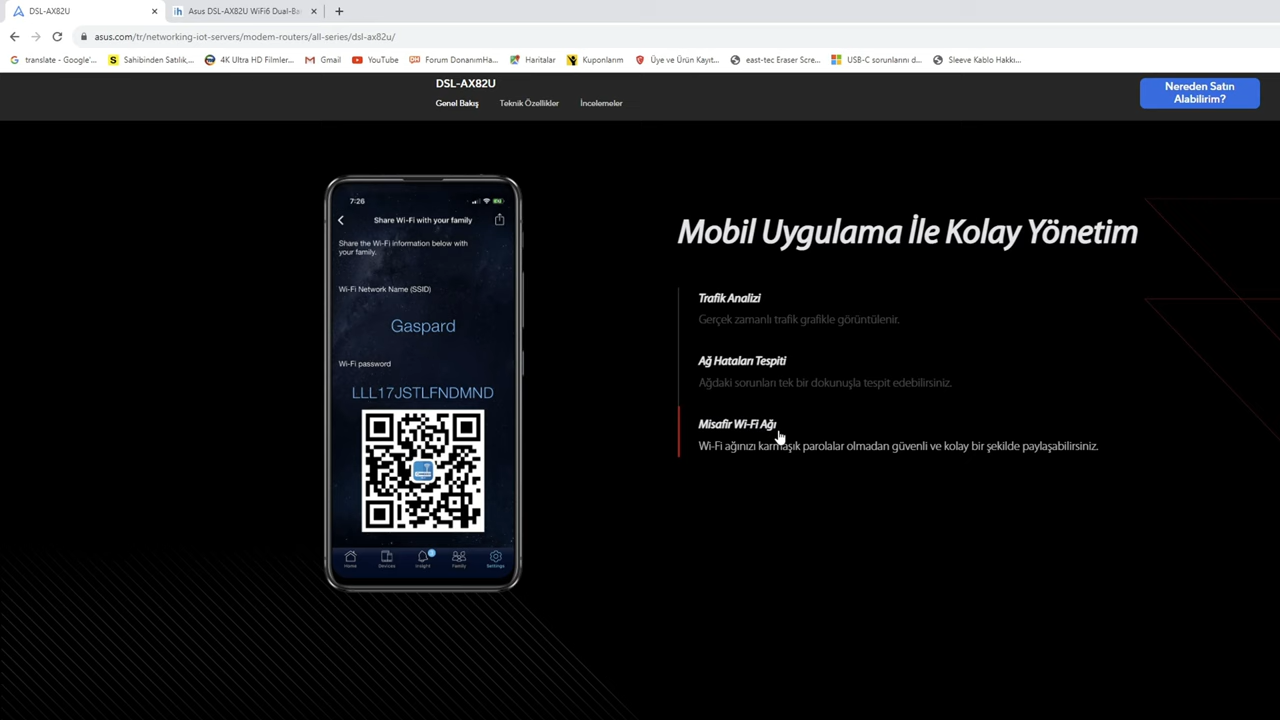 DSL-AX82U
Asus DSL-AX82U WiFi6 Dual-Ba
asus.com/tr/networking-iot-servers/modem-routers/all-series/dsl-ax82u/
translate - Google'...
Sahibinden Satılık,...
4K Ultra HD Filmler...
Gmail
YouTube
Forum DonanımHa...
Haritalar
Kuponlarım
Üye ve Ürün Kayıt...
east-tec Eraser Scre...
USB-C sorunlarını d...
Sleeve Kablo Hakkı...
DSL-AX82U
Genel Bakış
Teknik Özellikler
İncelemeler
Nereden Satın
Alabilirim?
7:26
Share Wi-Fi with your family
Share the Wi-Fi information below with
your family.
Wi-Fi Network Name (SSID)
Gaspard
Wi-Fi password
LLL17JSTLFNDMND
Home
Devices
Insight
Family
Settings
Mobil Uygulama İle Kolay Yönetim
Trafik Analizi
Gerçek zamanlı trafik grafikle görüntülenir.
Ağ Hataları Tespiti
Ağdaki sorunları tek bir dokunuşla tespit edebilirsiniz.
Misafir Wi-Fi Ağı
Wi-Fi ağınızı karmaşık parolalar olmadan güvenli ve kolay bir şekilde paylaşabilirsiniz.